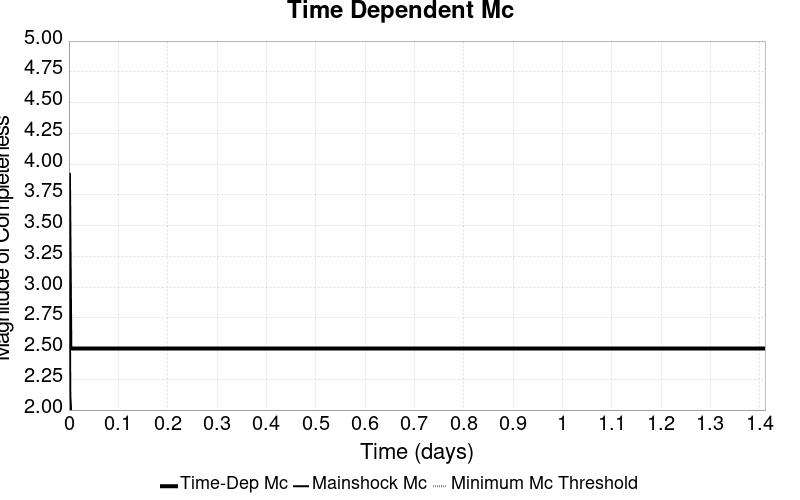 Time Dependent Mc
Magnitude of Completeness
5.00
4.75
4.50
4.25
4.00
3.75
3.50
3.25
3.00
2.75
2.50
2.25
2.00
0 0.1 0.2 0.3 0.4 0.5 0.6 0.7 0.8 0.9 1 1.1 1.2 1.3 1.4
Time (days)
Time-Dep Mc Mainshock Mc Minimum Mc Threshold